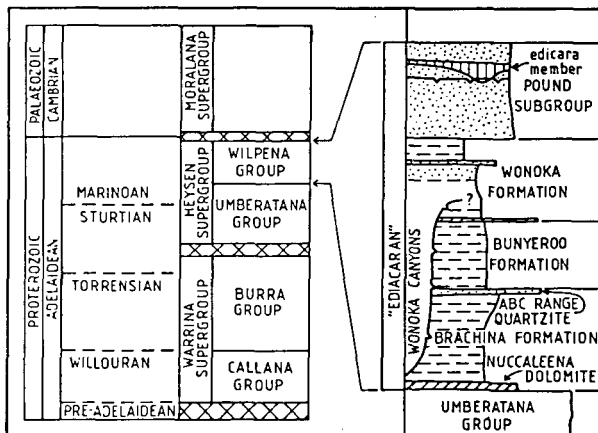 PALAEOZOIC
CAMBRIAN
MORALANA
SUPERGROUP
PROTEROZOIC
ADELAIDEAN
MARINOAN
STURTIAN
TORRENSIAN
WILLOURAN
PRE-ADELAIDEAN
HEYSEN
SUPERGROUP
WARRINA
SUPERGROUP
WILPENA
GROUP
UMBERATANA
GROUP
BURRA
GROUP
CALLANA
GROUP
"EDIACARAN"
WONOKA CANYONS
?
edicara
member
POUND
SUBGROUP
WONOKA
FORMATION
BUNYEROO
FORMATION
ABC RANGE
QUARTZITE
BRACHINA FORMATION
NUCCALEENA
DOLOMITE
UMBERATANA
GROUP